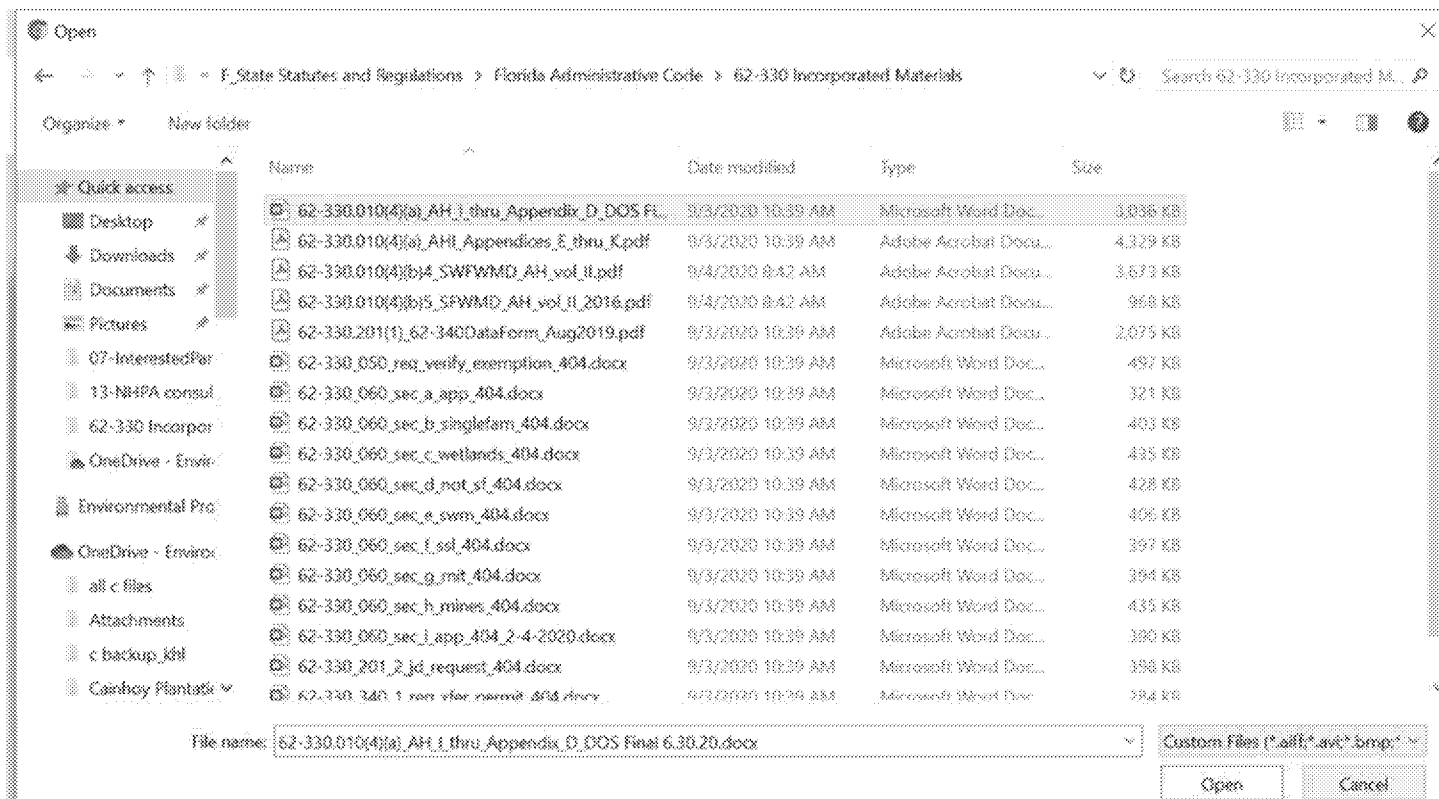 Open
F_State Statutes and Regulations > Florida Administrative Code > 62-330 Incorporated Materials
Search 62-330 Incorporated M...
Organize
New folder
Name Date modified Type Size
Quick access
Desktop
Downloads
Documents
Pictures
07-InterestedPar
13-NHPA consul
62-330 Incorpor
OneDrive - Envir
Environmental Pro
OneDrive - Enviro
all c files
Attachments
c backup_khl
Cainhoy Plantati
62-330.010(4)(a)_AH_I_thru_Appendix_D_DOS Fi... 9/3/2020 10:39 AM Microsoft Word Doc... 3,036 KB
62-330.010(4)(a)_AHI_Appendices_E_thru_K.pdf 9/3/2020 10:39 AM Adobe Acrobat Docu... 4,329 KB
62-330.010(4)(b)4_SWFWMD_AH_vol_II.pdf 9/4/2020 8:42 AM Adobe Acrobat Docu... 3,673 KB
62-330.010(4)(b)5_SFWMD_AH_vol_II_2016.pdf 9/4/2020 8:42 AM Adobe Acrobat Docu... 968 KB
62-330.201(1)_62-340DataForm_Aug2019.pdf 9/3/2020 10:39 AM Adobe Acrobat Docu... 2,075 KB
62-330_050_req_verify_exemption_404.docx 9/3/2020 10:39 AM Microsoft Word Doc... 497 KB
62-330_060_sec_a_app_404.docx 9/3/2020 10:39 AM Microsoft Word Doc... 321 KB
62-330_060_sec_b_singlefam_404.docx 9/3/2020 10:39 AM Microsoft Word Doc... 403 KB
62-330_060_sec_c_wetlands_404.docx 9/3/2020 10:39 AM Microsoft Word Doc... 435 KB
62-330_060_sec_d_not_sf_404.docx 9/3/2020 10:39 AM Microsoft Word Doc... 428 KB
62-330_060_sec_e_swm_404.docx 9/3/2020 10:39 AM Microsoft Word Doc... 406 KB
62-330_060_sec_f_ssl_404.docx 9/3/2020 10:39 AM Microsoft Word Doc... 397 KB
62-330_060_sec_g_mit_404.docx 9/3/2020 10:39 AM Microsoft Word Doc... 394 KB
62-330_060_sec_h_mines_404.docx 9/3/2020 10:39 AM Microsoft Word Doc... 435 KB
62-330_060_sec_i_app_404_2-4-2020.docx 9/3/2020 10:39 AM Microsoft Word Doc... 390 KB
62-330_201_2_jd_request_404.docx 9/3/2020 10:39 AM Microsoft Word Doc... 398 KB
62-330_340_1_req_xfer_permit_404.docx 9/3/2020 10:39 AM Microsoft Word Doc... 284 KB
File name: 62-330.010(4)(a)_AH_I_thru_Appendix_D_DOS Final 6.30.20.docx
Custom Files (*.aiff;*.avi;*.bmp;*
Open
Cancel